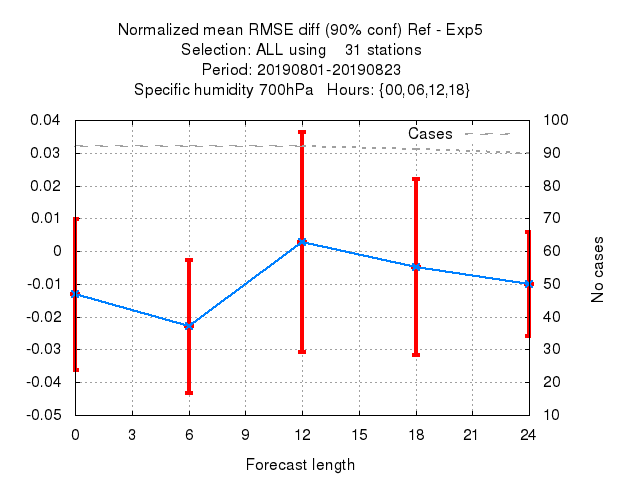 Normalized mean RMSE diff (90% conf) Ref - Exp5
Selection: ALL using    31 stations
Period: 20190801-20190823
Specific humidity 700hPa   Hours: {00,06,12,18}
Cases
0.04
0.03
0.02
0.01
0
-0.01
-0.02
-0.03
-0.04
-0.05
100
90
80
70
60
50
40
30
20
10
No cases
0 3 6 9 12 15 18 21 24
Forecast length